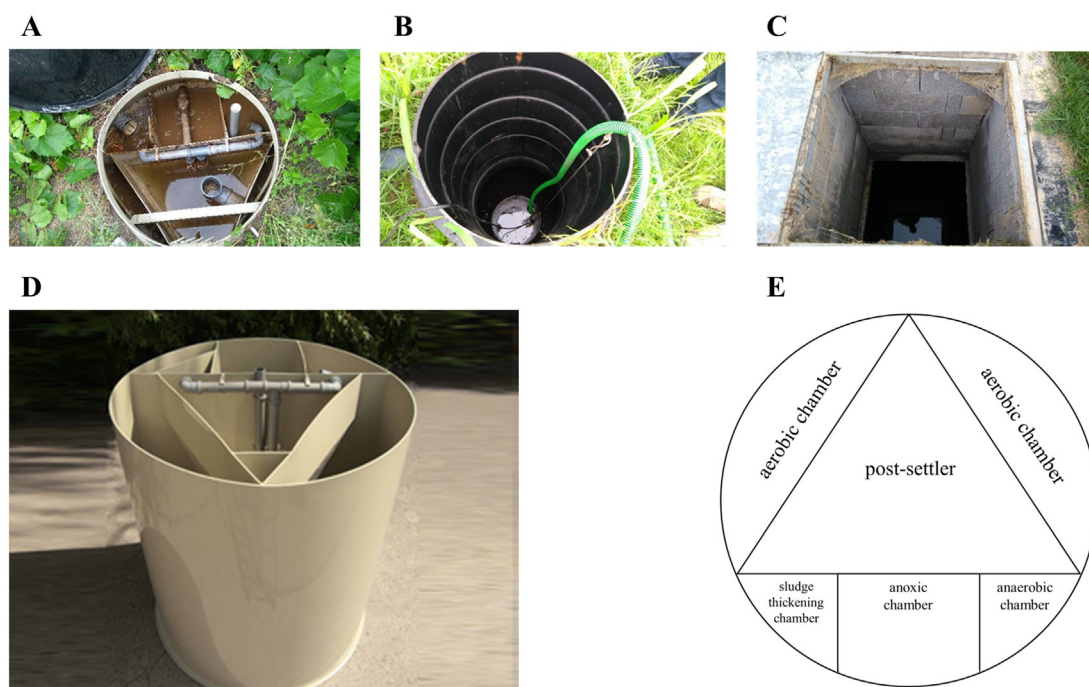 A
B
C
D
E
aerobic chamber
aerobic chamber
post-settler
sludge
thickening
chamber
anoxic
chamber
anaerobic
chamber